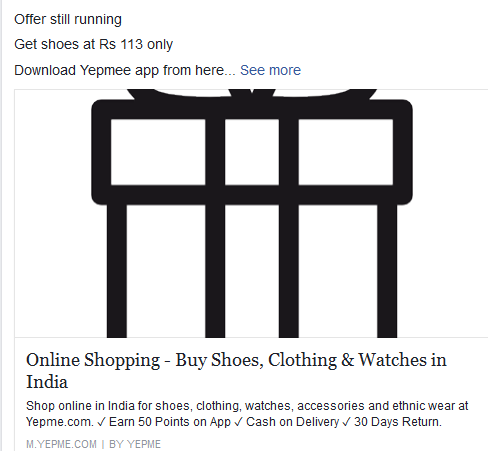 Offer still running
Get shoes at Rs 113 only
Download Yepmee app from here... See more
Online Shopping - Buy Shoes, Clothing & Watches in
India
Shop online in India for shoes, clothing, watches, accessories and ethnic wear at
Yepme.com. ✓ Earn 50 Points on App ✓ Cash on Delivery ✓ 30 Days Return.
M.YEPME.COM | BY YEPME